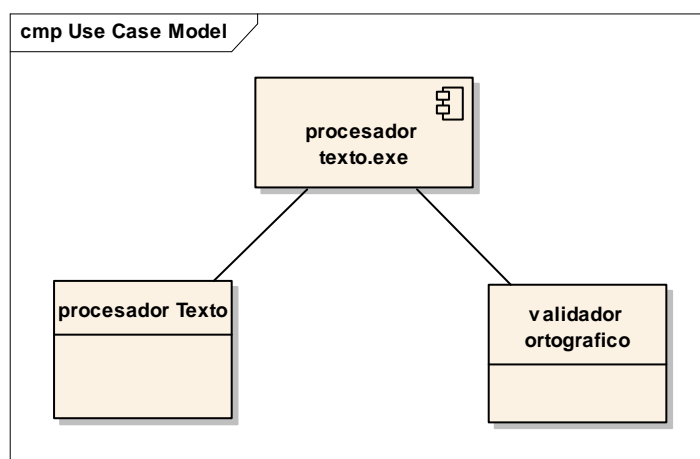 cmp Use Case Model
procesador
texto.exe
procesador Texto
validador
ortografico